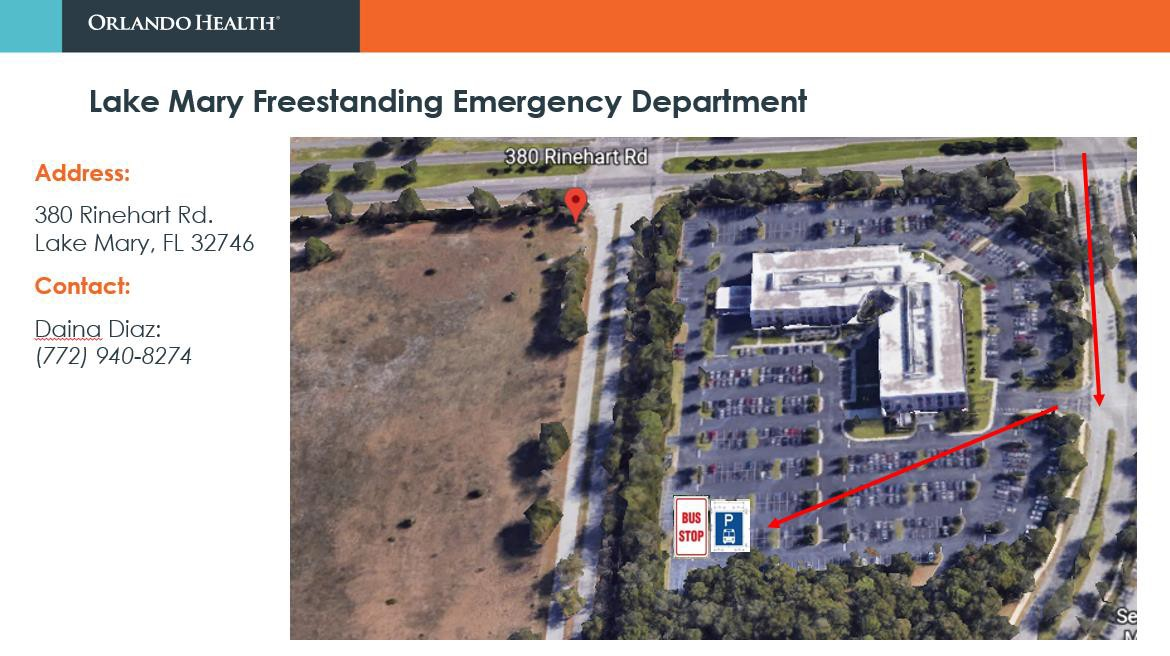 ORLANDO HEALTH®
Lake Mary Freestanding Emergency Department
Address:
380 Rinehart Rd.
Lake Mary, FL 32746
Contact:
Daina Diaz:
(772) 940-8274
380 Rinehart Rd
BUS
STOP
P
Se